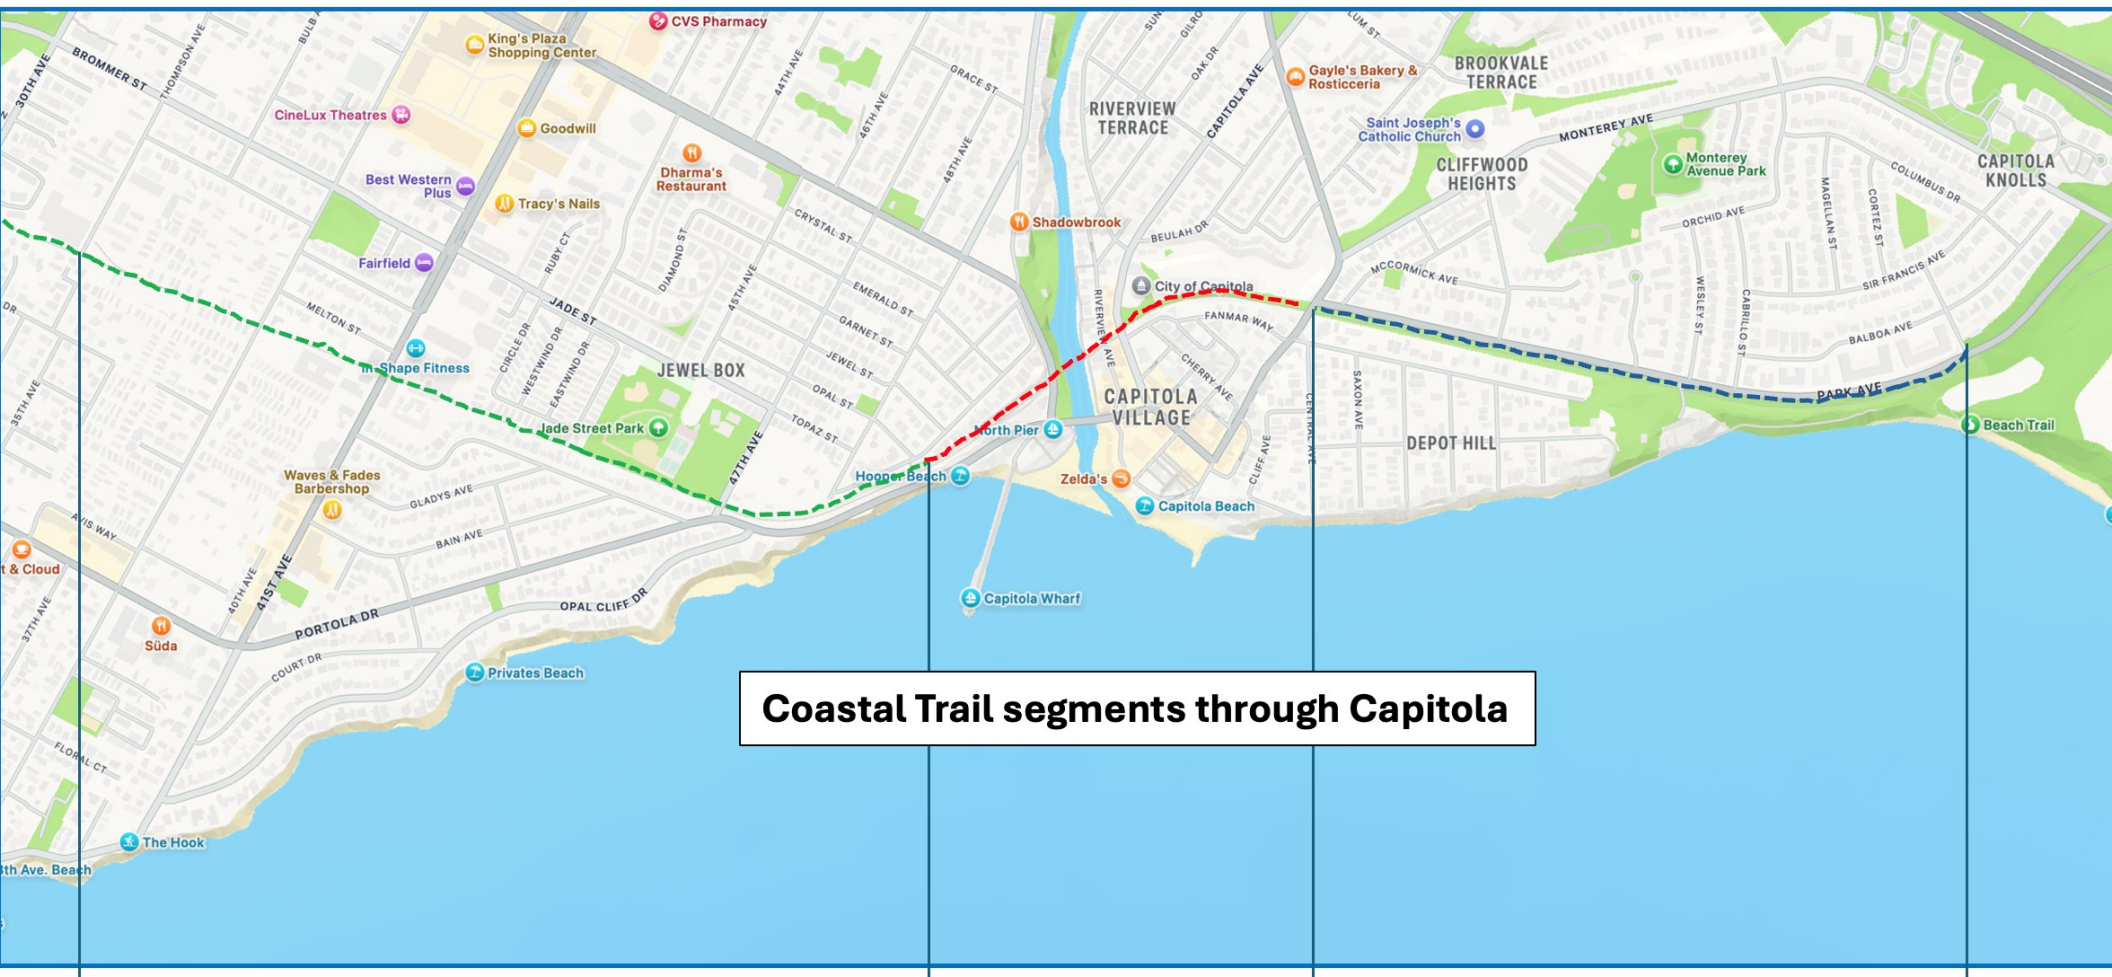 CVS Pharmacy
King's Plaza
Shopping Center
BULB A
SUN
GILRO
LUM ST
BROMMER ST
THOMPSON AVE
30TH AVE
44TH AVE
GRACE ST
OAK DR
CAPITOLA AVE
Gayle's Bakery &
Rosticceria
BROOKVALE
TERRACE
CineLux Theatres
Goodwill
46TH AVE
RIVERVIEW
TERRACE
Saint Joseph's
Catholic Church
MONTEREY AVE
48TH AVE
Dharma's
Restaurant
CLIFFWOOD
HEIGHTS
Monterey
Avenue Park
CAPITOLA
KNOLLS
COLUMBUS DR
Best Western
Plus
Tracy's Nails
MAGELLAN ST
CORTEZ ST
ORCHID AVE
Shadowbrook
CRYSTAL ST
BEULAH DR
RUBY CT
DIAMOND ST
Fairfield
MCCORMICK AVE
SIR FRANCIS AVE
45TH AVE
City of Capitola
EMERALD ST
WESLEY ST
CABRILLO ST
DR
MELTON ST
JADE ST
RIVERVIEW AVE
FANMAR WAY
GARNET ST
BALBOA AVE
CIRCLE DR
WESTWIND DR
EASTWIND DR
In-Shape Fitness
JEWEL BOX
JEWEL ST
CHERRY AVE
35TH AVE
OPAL ST
CAPITOLA
VILLAGE
SAXON AVE
CENTRAL AVE
PARK AVE
Jade Street Park
TOPAZ ST
North Pier
Beach Trail
DEPOT HILL
47TH AVE
CLIFF AVE
Waves & Fades
Barbershop
Hooper Beach
Zelda's
GLADYS AVE
Capitola Beach
AVIS WAY
BAIN AVE
t & Cloud
40TH AVE
41ST AVE
37TH AVE
OPAL CLIFF DR
Capitola Wharf
PORTOLA DR
Süda
COURT DR
Privates Beach
Coastal Trail segments through Capitola
FLORAL CT
The Hook
8th Ave. Beach